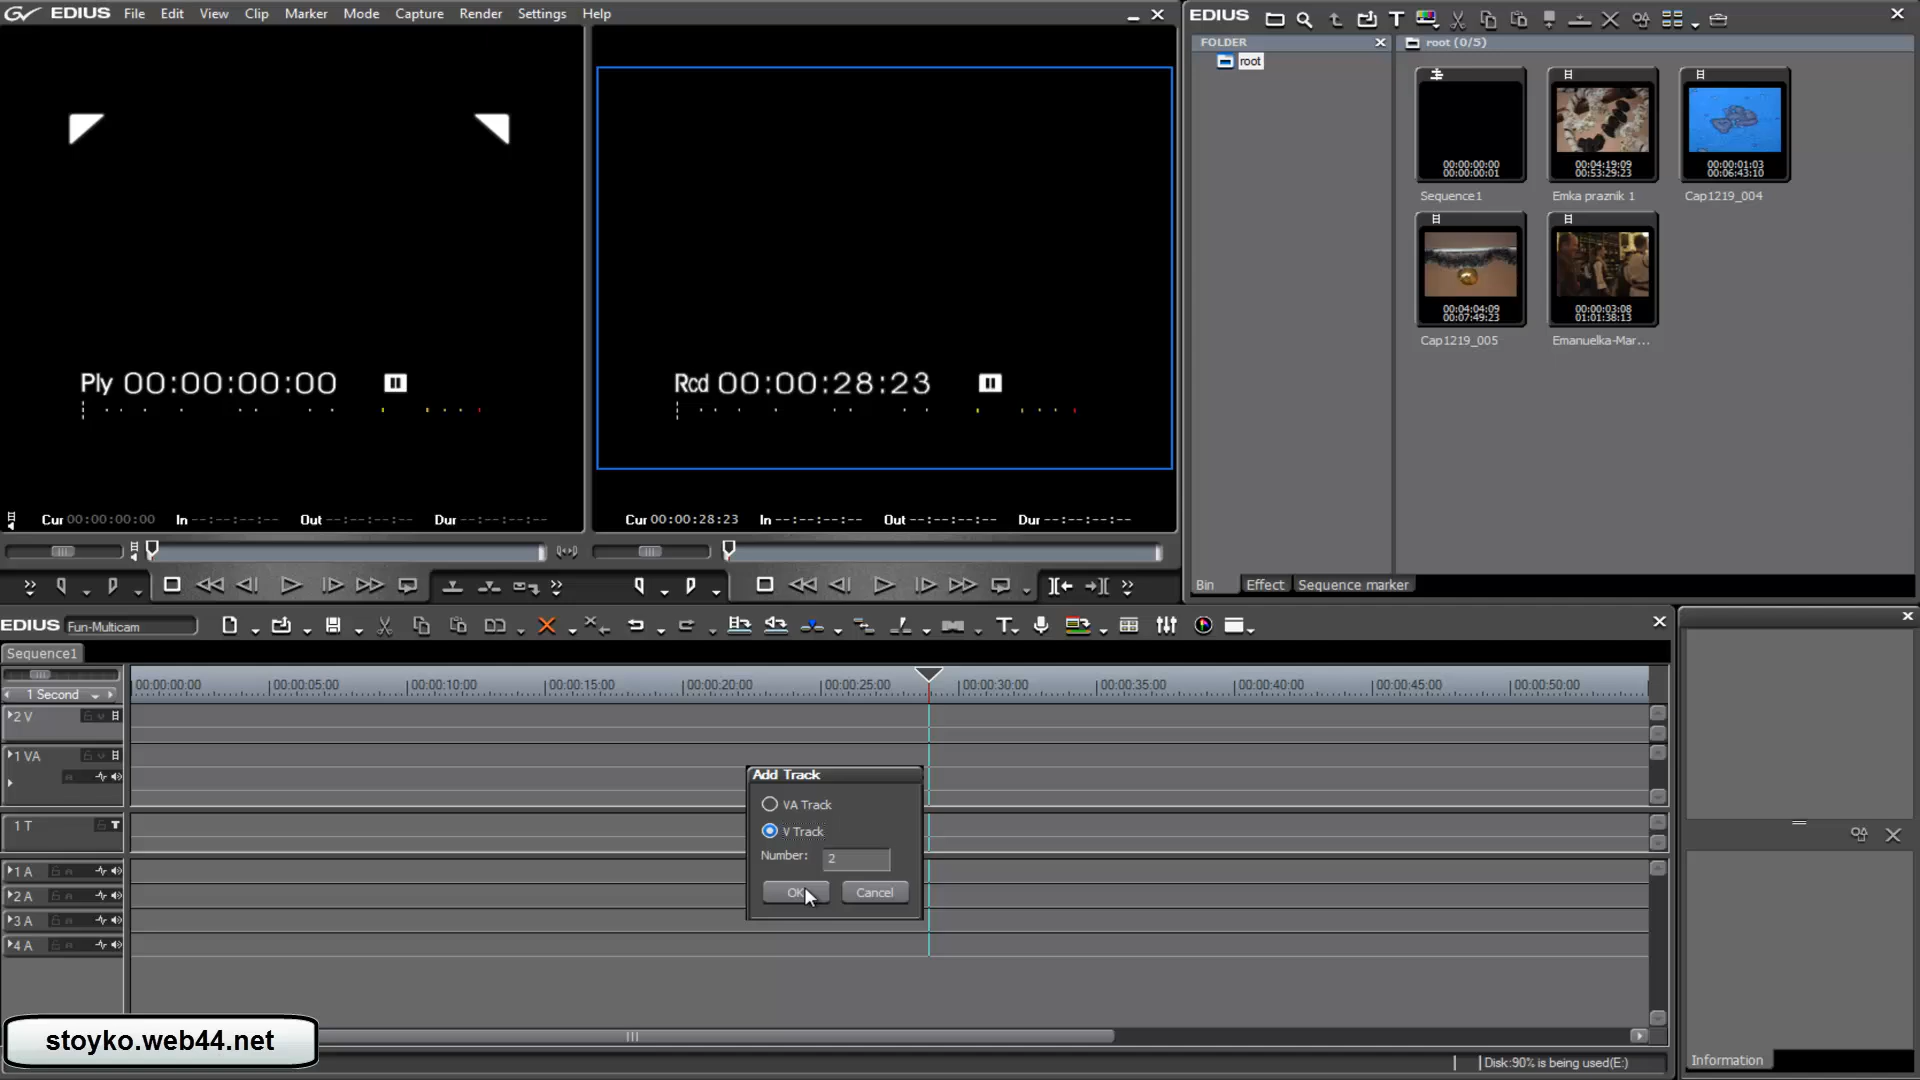 EDIUS File Edit View Clip Marker Mode Capture Render Settings Help
Ply 00:00:00:00
Cur 00:00:00:00 In --:--:--:-- Out --:--:--:-- Dur --:--:--:--
Rcd 00:00:28:23
Cur 00:00:28:23 In --:--:--:-- Out --:--:--:-- Dur --:--:--:--
EDIUS
FOLDER
root
root (0/5)
00:00:00:00
00:00:00:01
Sequence1
00:04:19:09
00:53:29:23
Emka praznik 1
00:00:01:03
00:06:43:10
Cap1219_004
00:04:04:09
00:07:49:23
Cap1219_005
00:00:03:08
01:01:38:13
Emanuelka-Mar...
Bin Effect Sequence marker
EDIUS Fun-Multicam
Sequence1
1 Second
00:00:00:00 00:00:05:00 00:00:10:00 00:00:15:00 00:00:20:00 00:00:25:00 00:00:30:00 00:00:35:00 00:00:40:00 00:00:45:00 00:00:50:00
2 V
1 VA
1 T
1 A
2 A
3 A
4 A
Add Track
VA Track
V Track
Number: 2
OK Cancel
stoyko.web44.net
Disk:90% is being used(E:)
Information